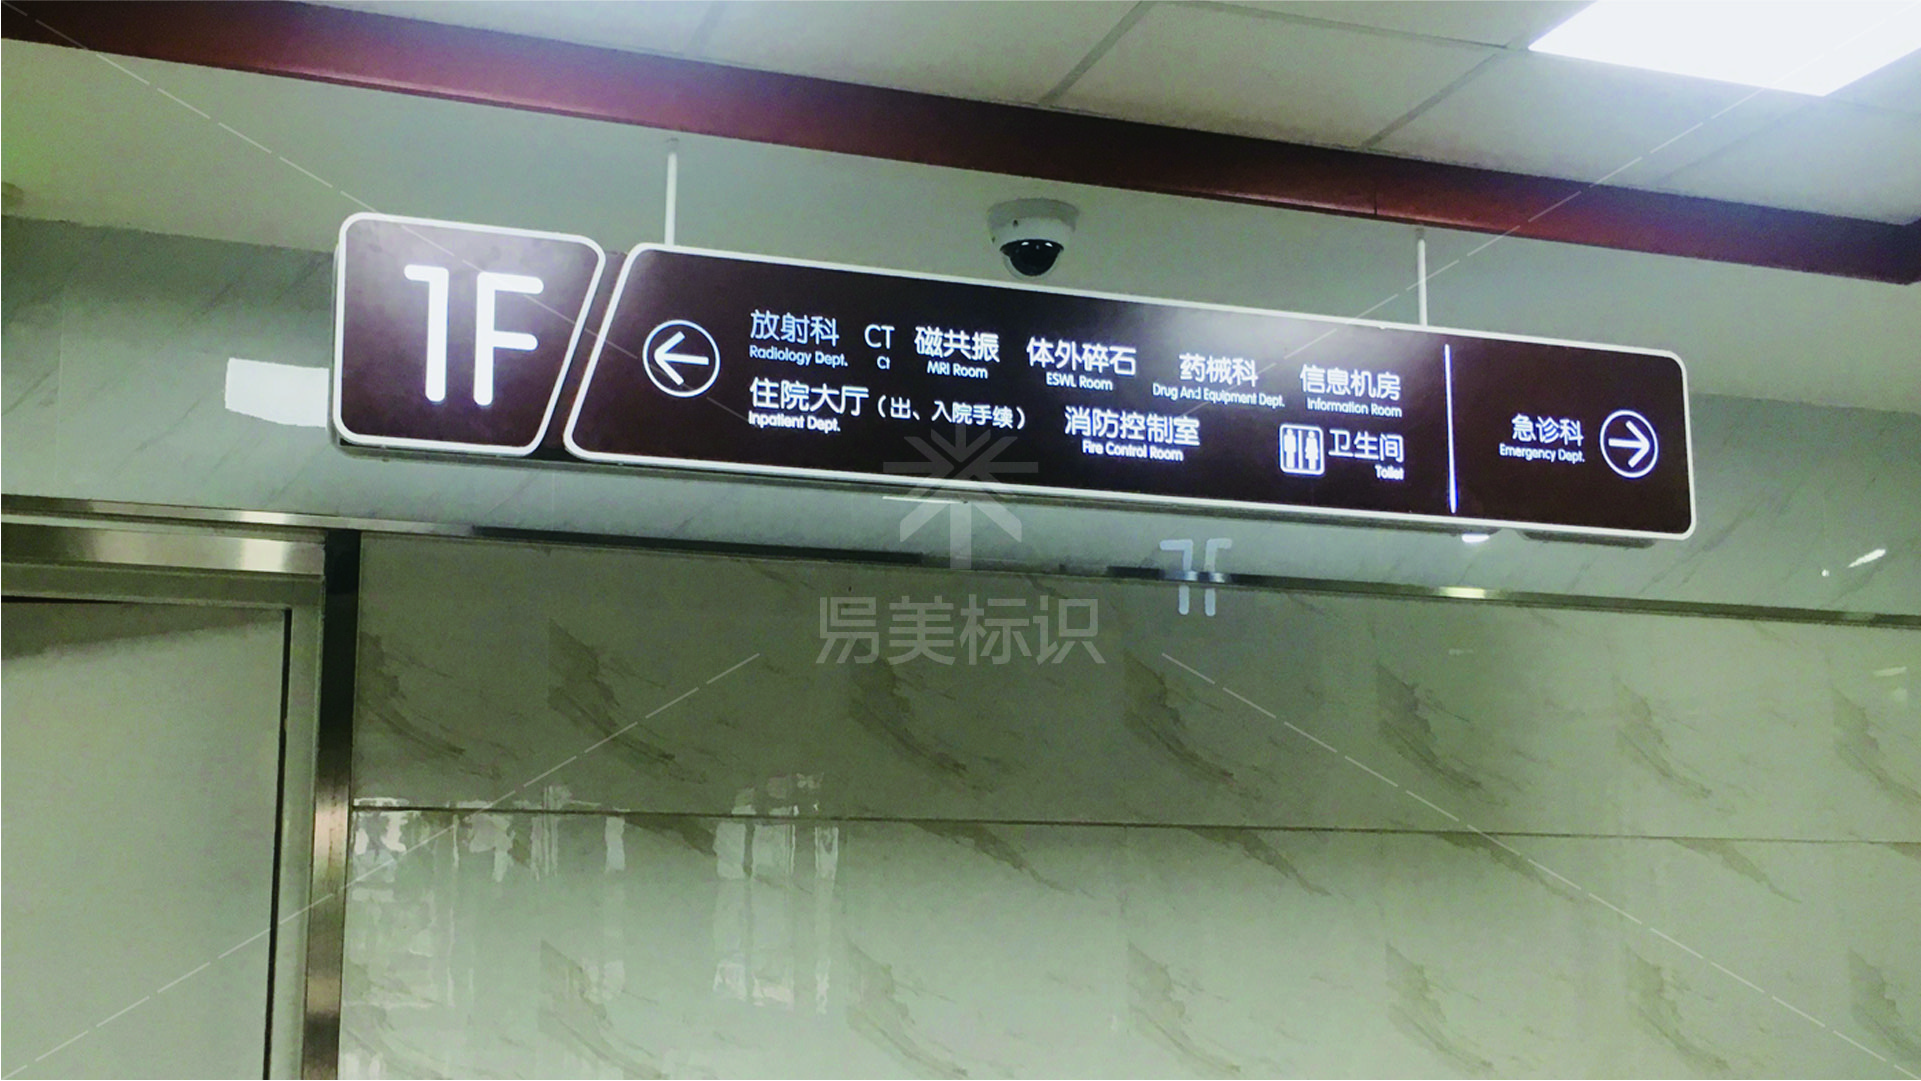 1F
放射科 CT 磁共振 体外碎石 药械科 信息机房
Radiology Dept. Ct MRI Room ESWL Room Drug And Equipment Dept. Information Room
住院大厅（出、入院手续） 消防控制室 卫生间
Inpatient Dept. Fire Control Room Toilet
急诊科
Emergency Dept.
易美标识